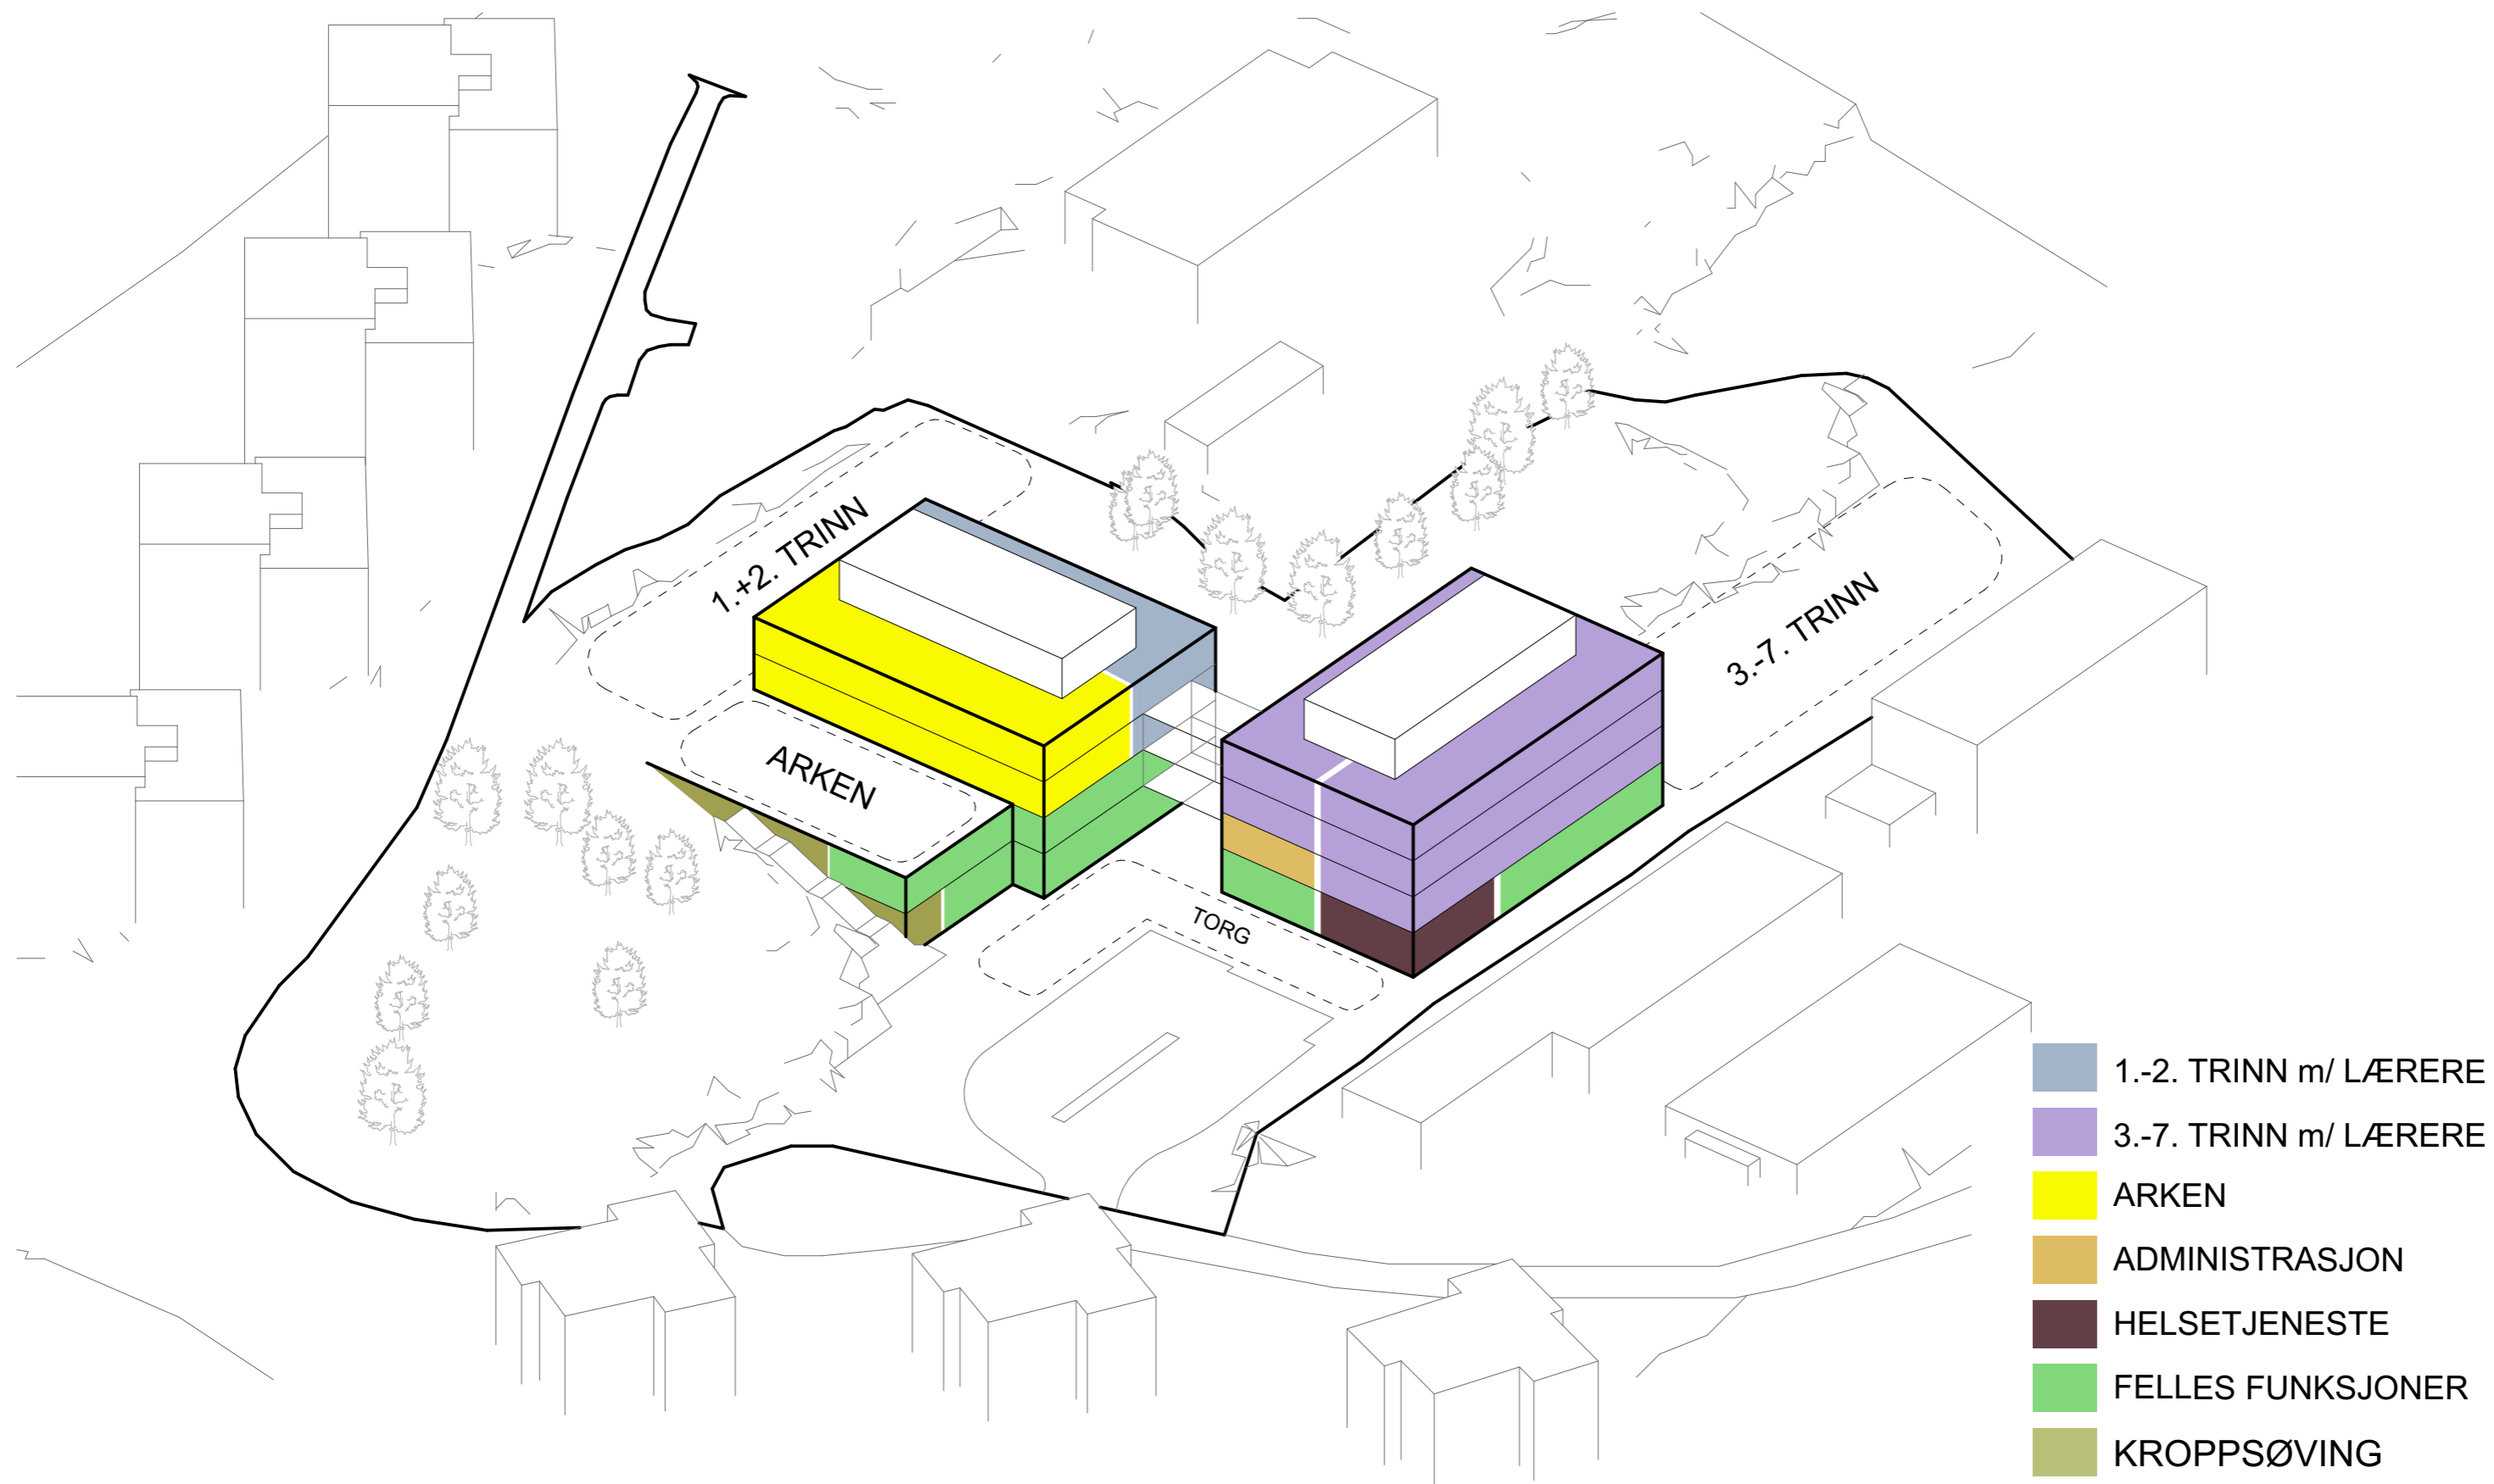 1.+2. TRINN
3.-7. TRINN
ARKEN
TORG
1.-2. TRINN m/ LÆRERE
3.-7. TRINN m/ LÆRERE
ARKEN
ADMINISTRASJON
HELSETJENESTE
FELLES FUNKSJONER
KROPPSØVING